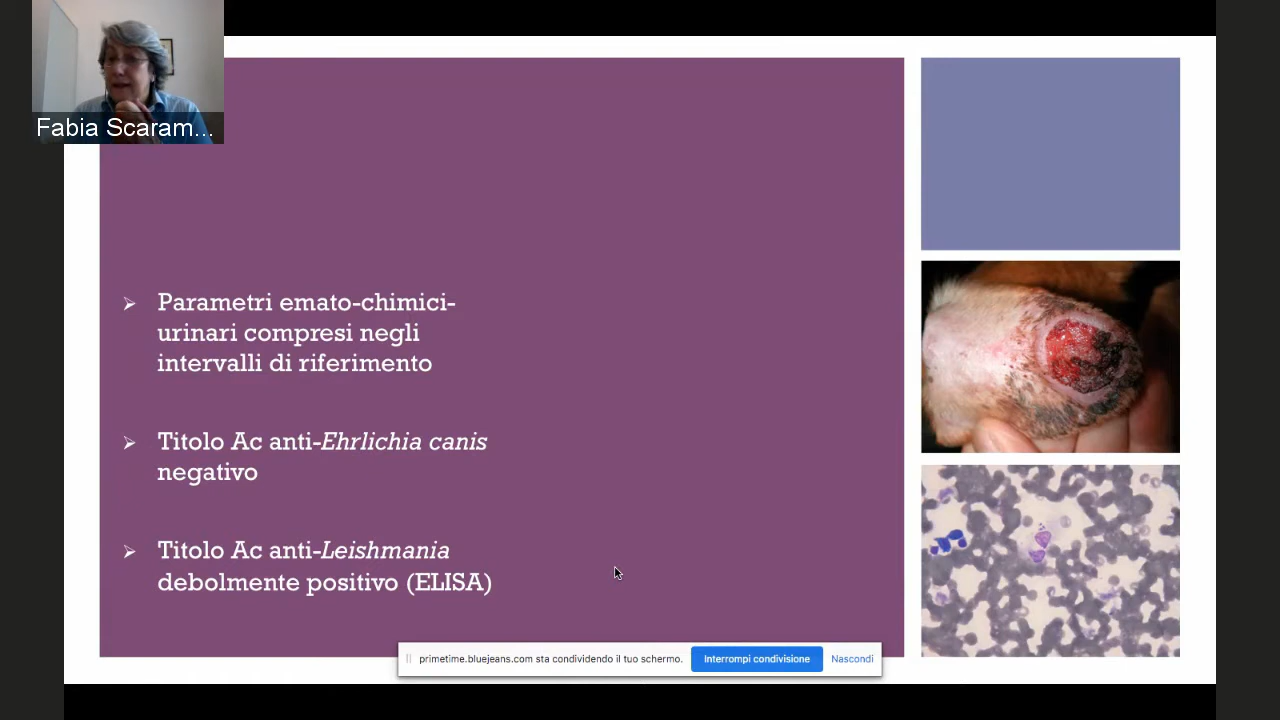 Fabia Scaram...
Parametri emato-chimici-
urinari compresi negli
intervalli di riferimento
Titolo Ac anti-Ehrlichia canis
negativo
Titolo Ac anti-Leishmania
debolmente positivo (ELISA)
primetime.bluejeans.com sta condividendo il tuo schermo. Interrompi condivisione Nascondi